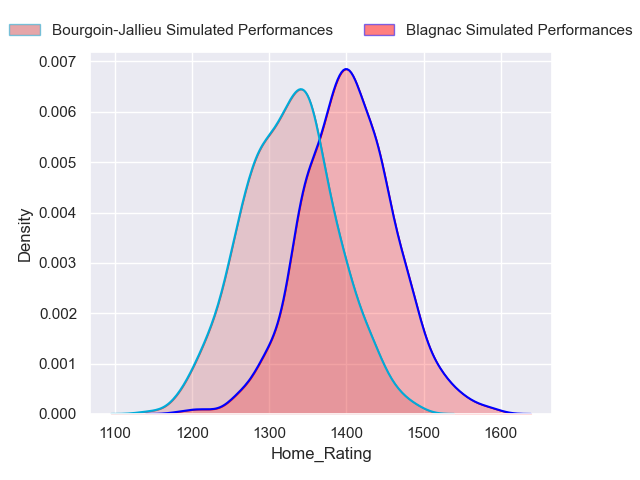 Bourgoin-Jallieu Simulated Performances
Blagnac Simulated Performances
0.007
0.006
0.005
0.004
0.003
0.002
0.001
0.000
Density
1100 1200 1300 1400 1500 1600
Home_Rating